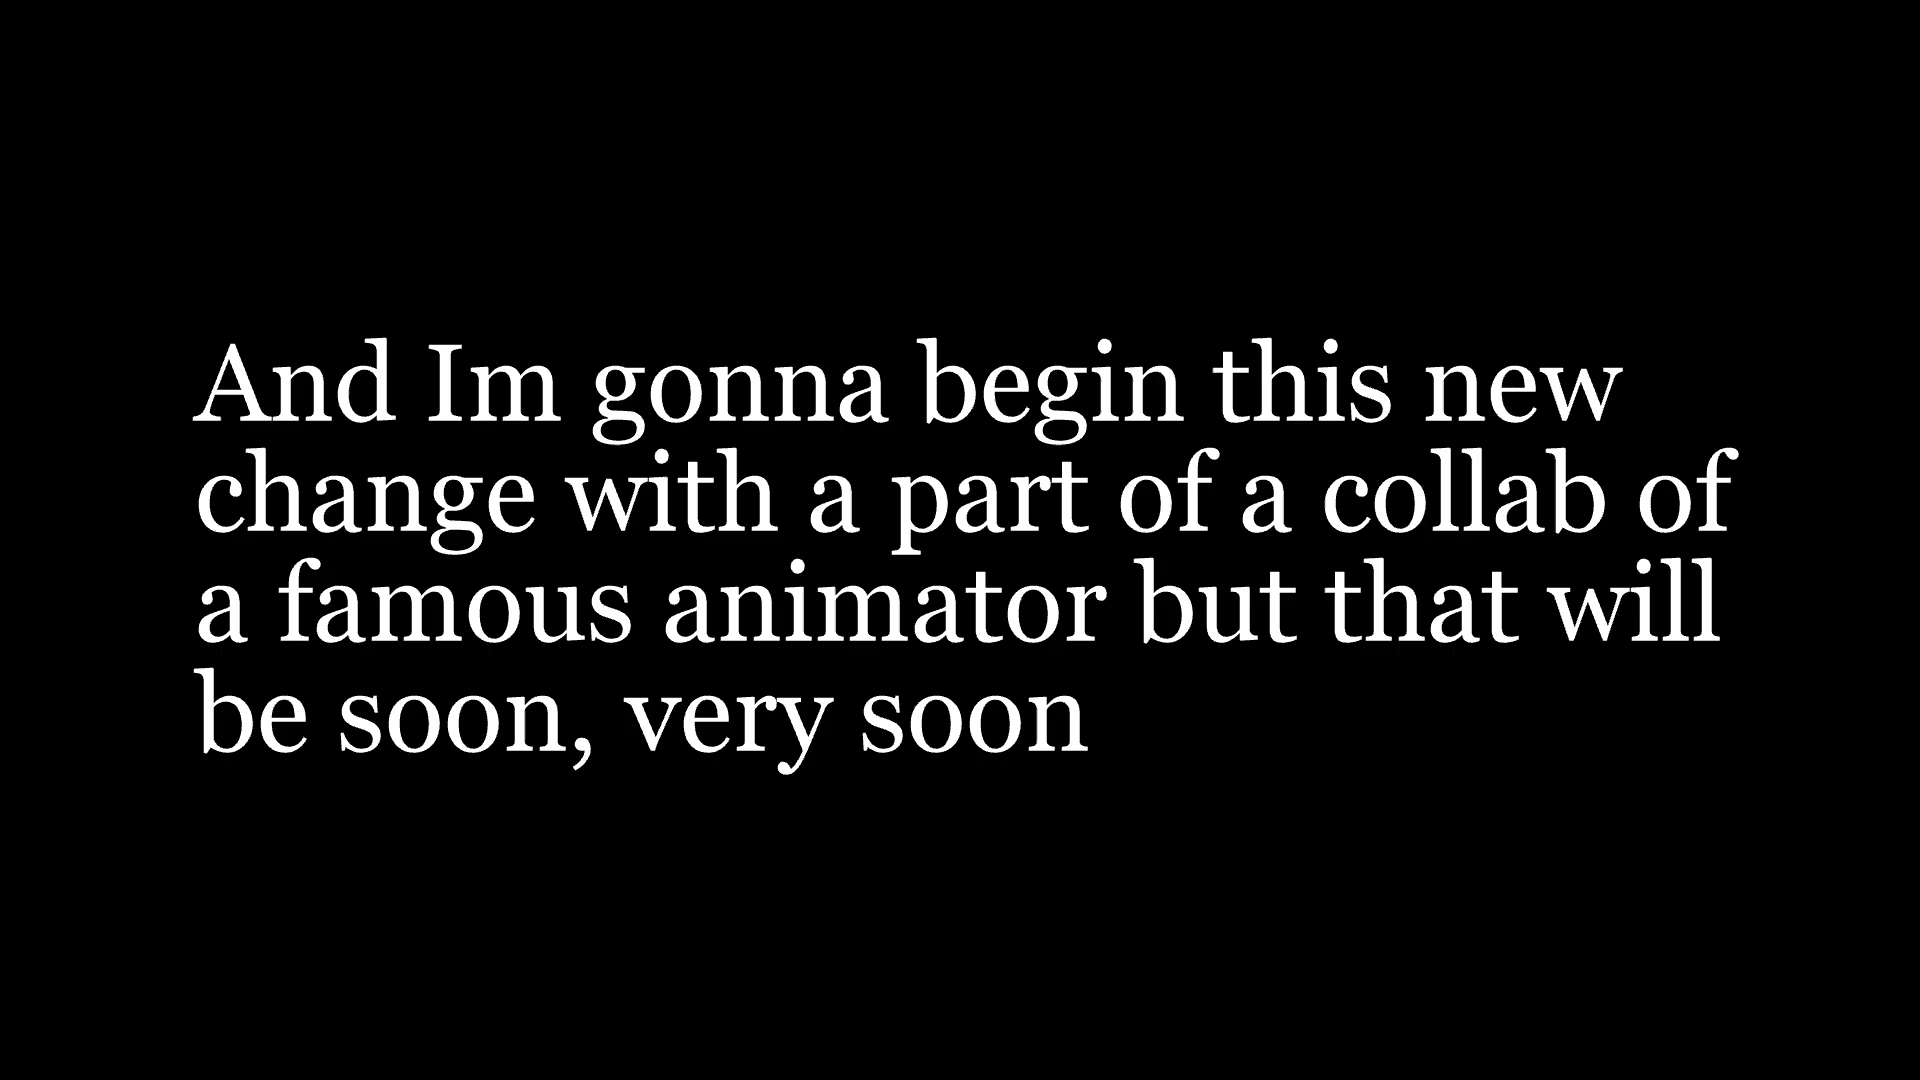 And Im gonna begin this new
change with a part of a collab of
a famous animator but that will
be soon, very soon